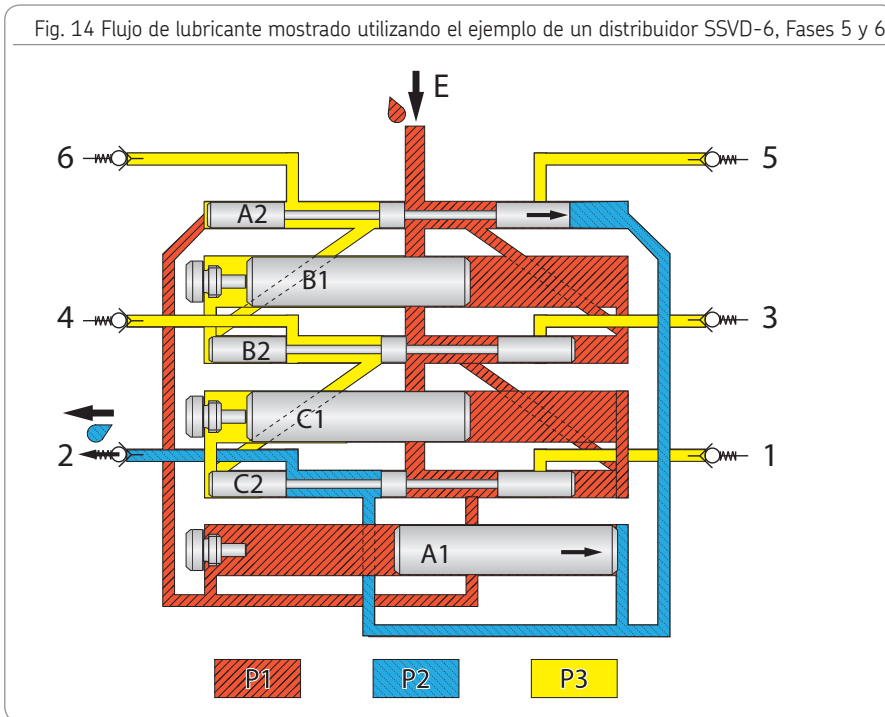 Fig. 14 Flujo de lubricante mostrado utilizando el ejemplo de un distribuidor SSVD-6, Fases 5 y 6
E
6
5
A2
B1
4
3
B2
C1
2
1
C2
A1
P1 P2 P3